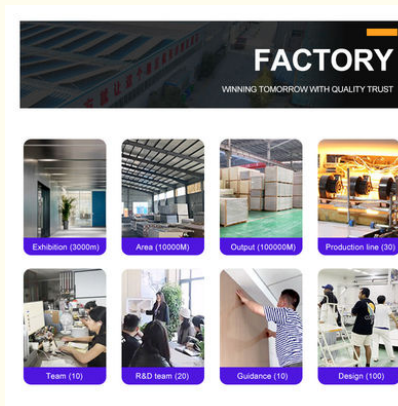 FACTORY
WINNING TOMORROW WITH QUALITY TRUST
Exhibition (3000m)
Area (10000M)
Output (100000M)
Production line (30)
Team (10)
R&D team (20)
Guidance (10)
Design (100)